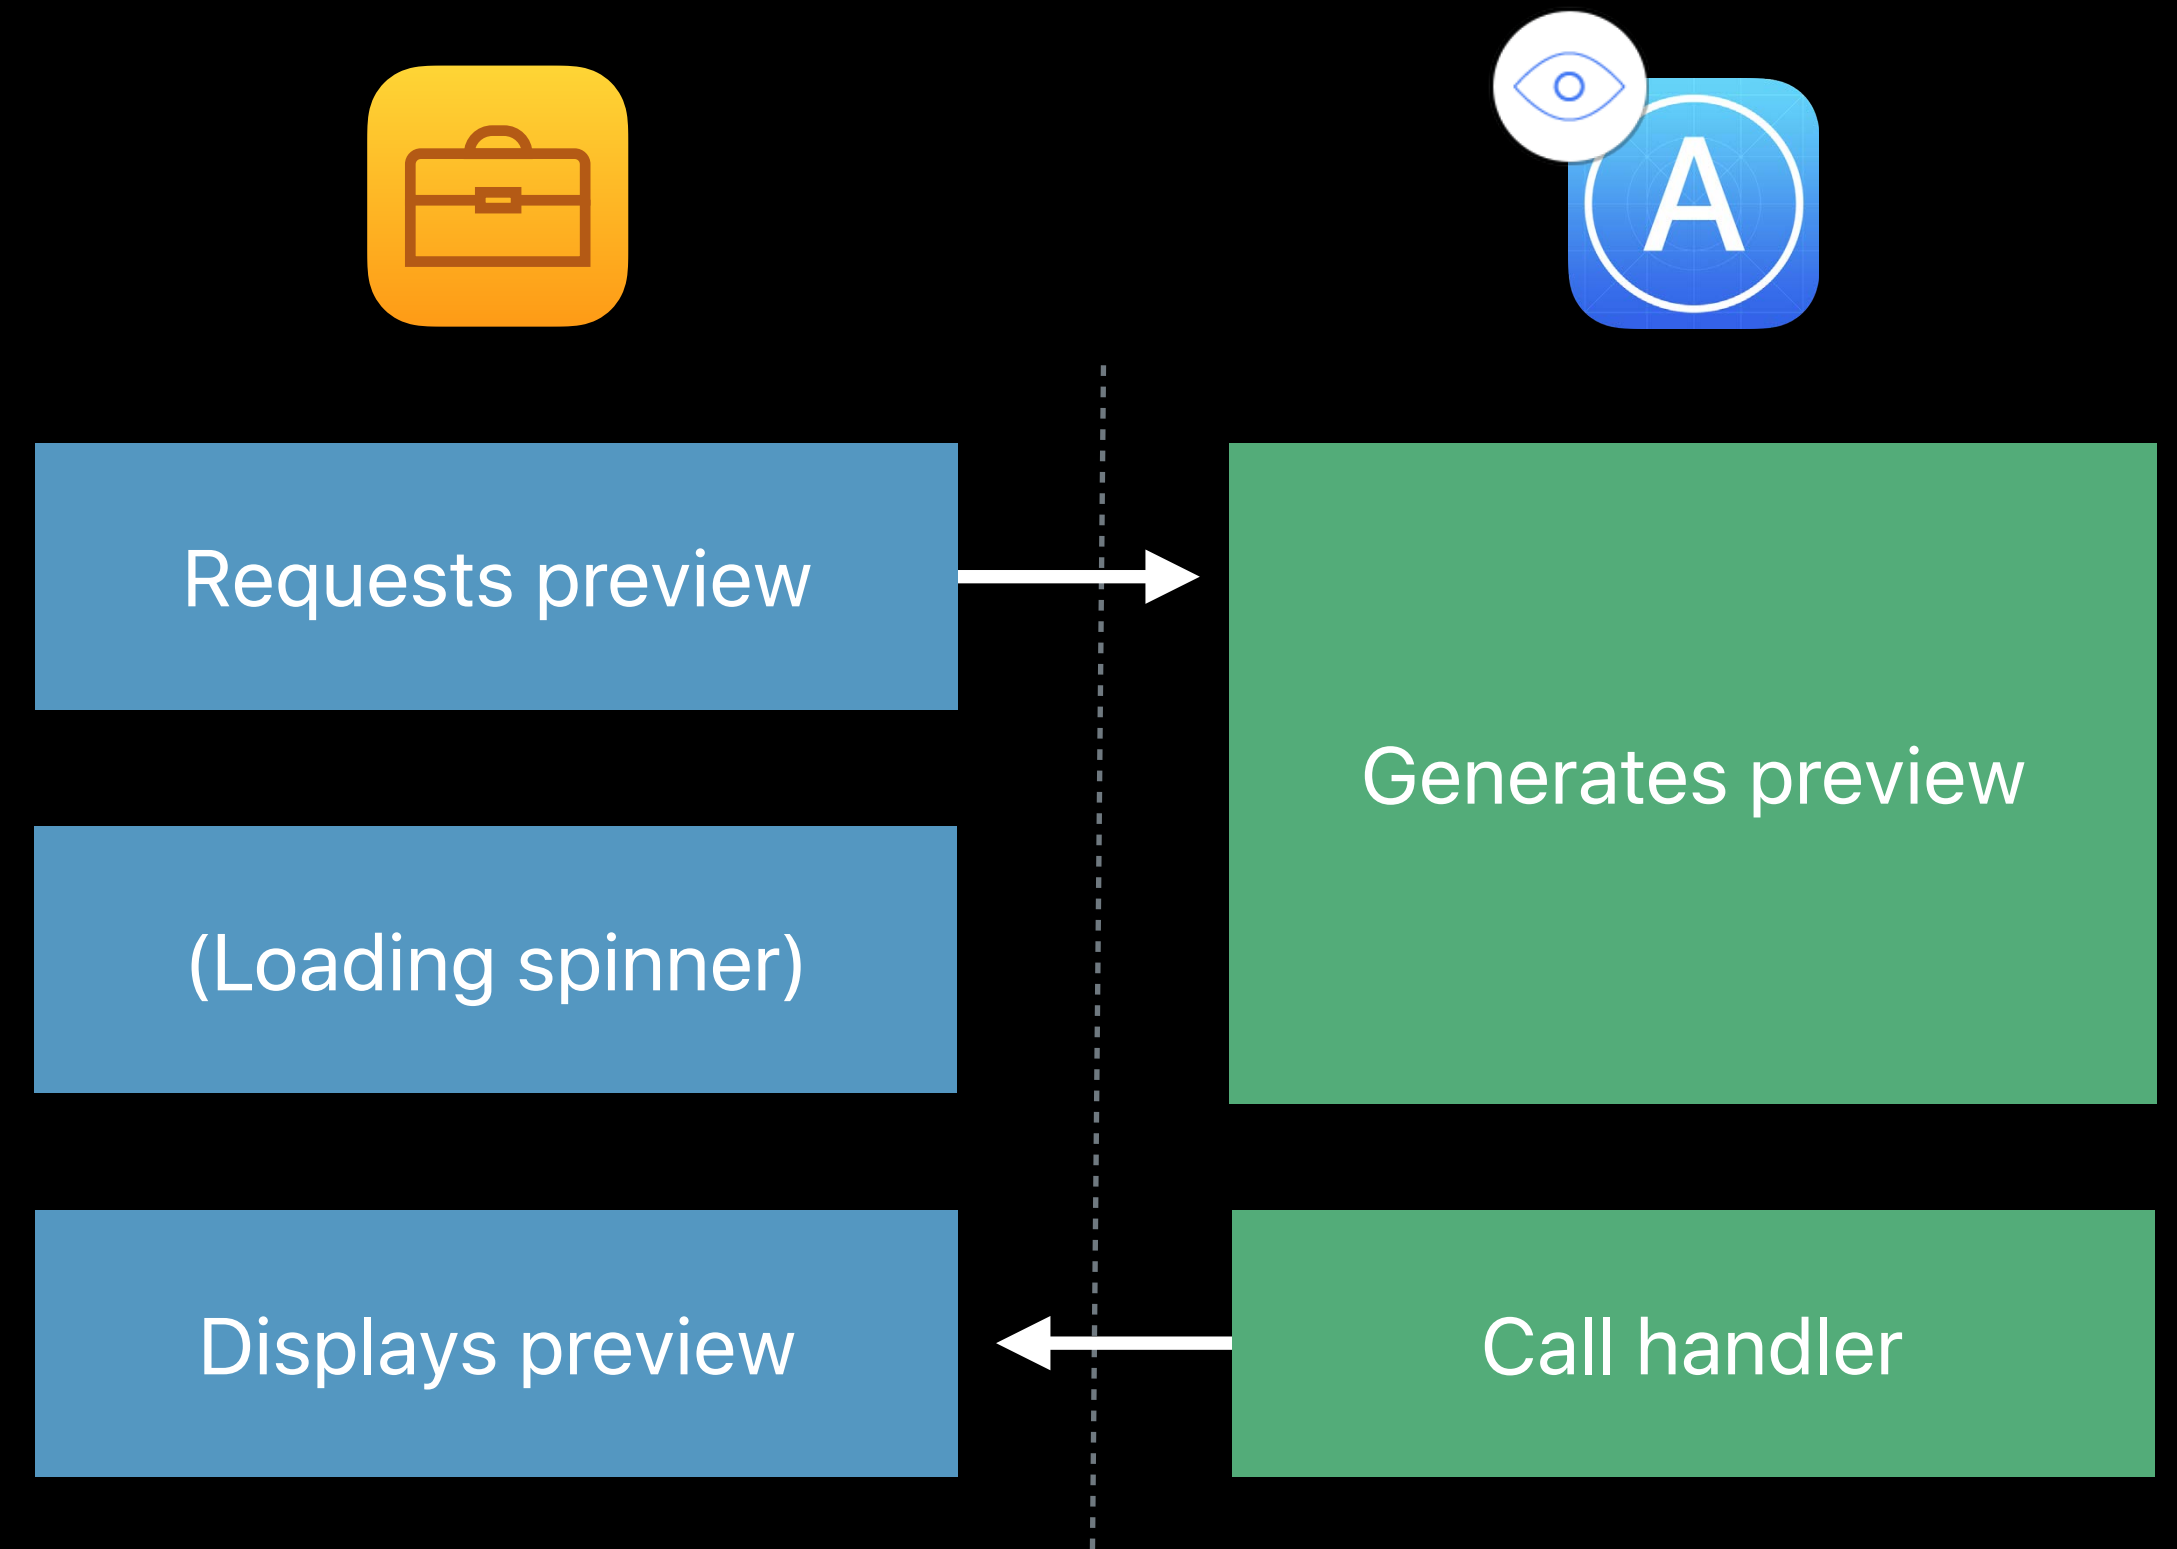 A
Requests preview
Generates preview
(Loading spinner)
Displays preview
Call handler